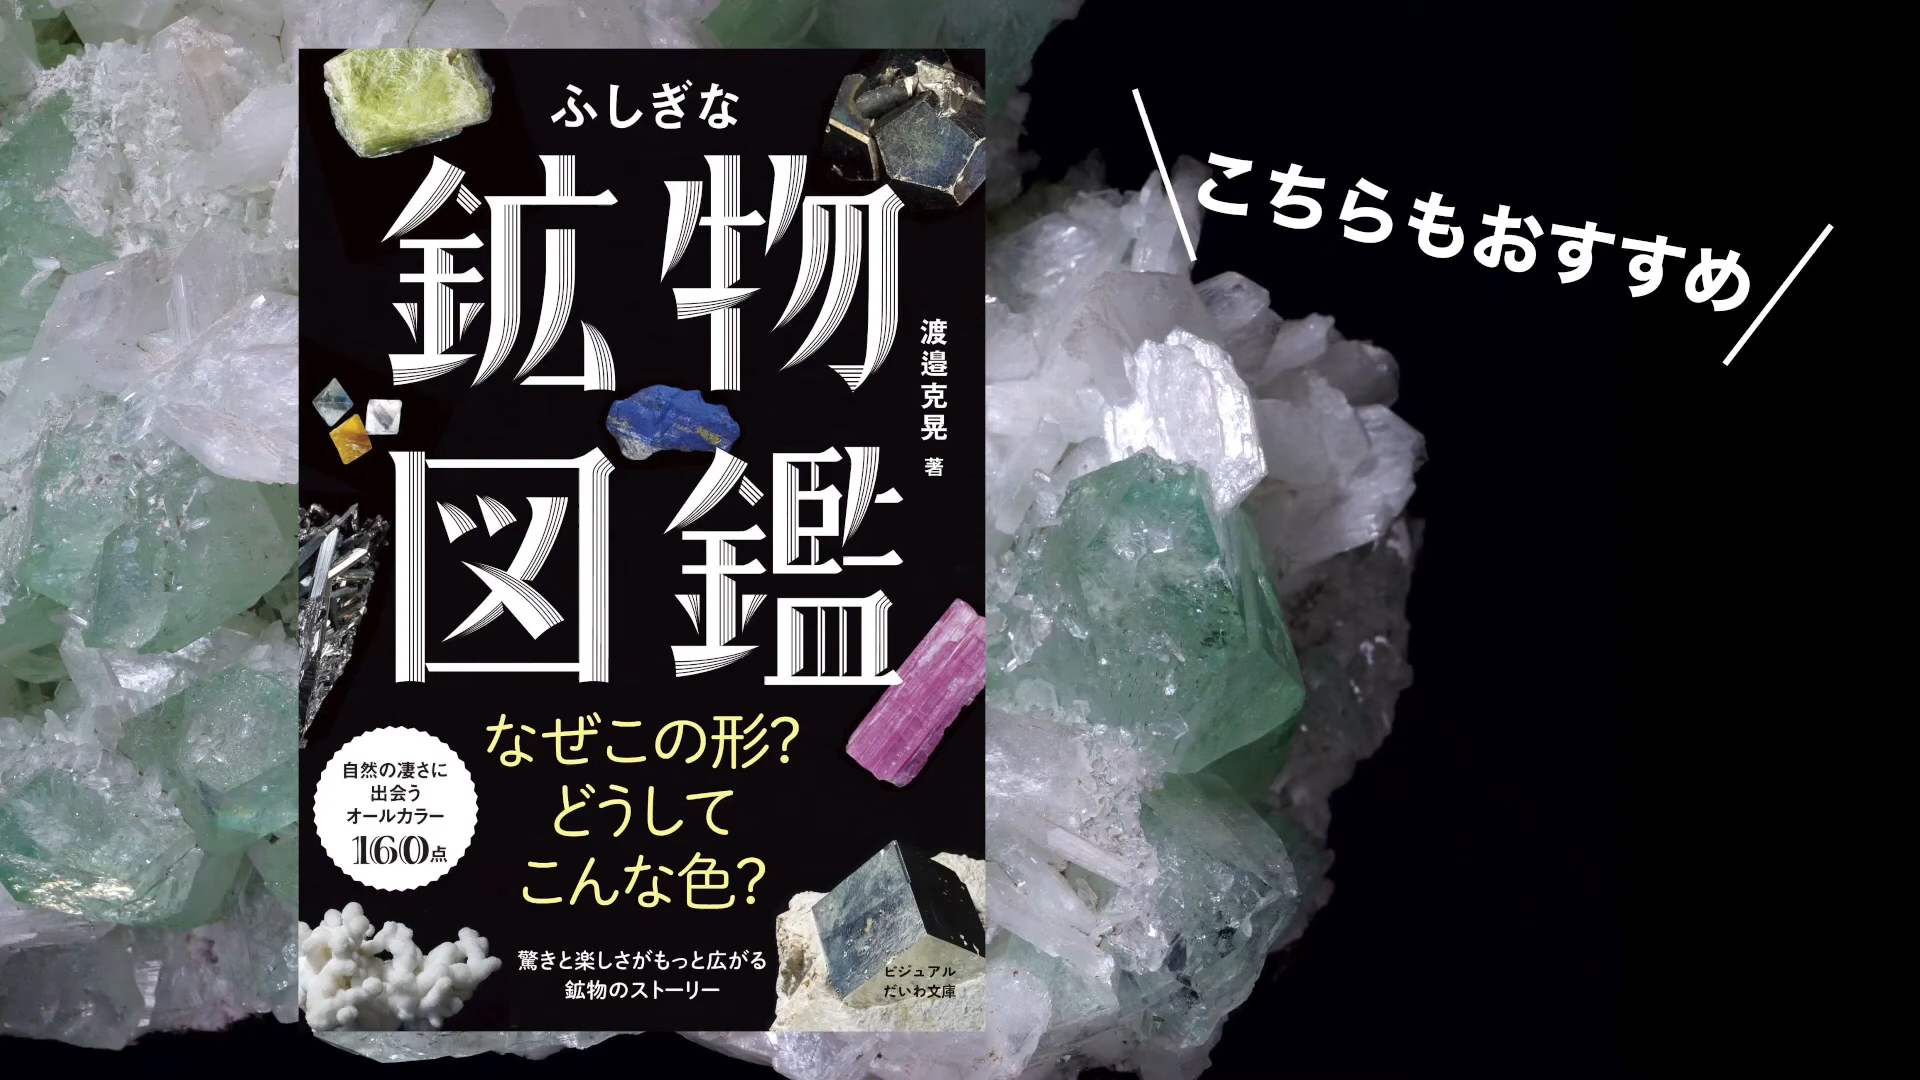 ふしぎな
鉱物
図鑑
渡邉克晃 著
なぜこの形?
どうして
こんな色?
自然の凄さに
出会う
オールカラー
160点
驚きと楽しさがもっと広がる
鉱物のストーリー
ビジュアル
だいわ文庫
こちらもおすすめ